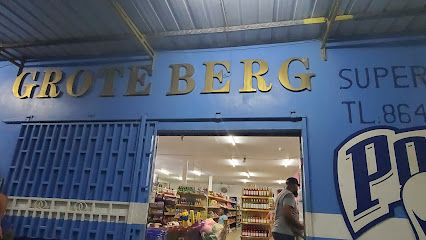 GROTE BERG
SUPER
TL.864
PO